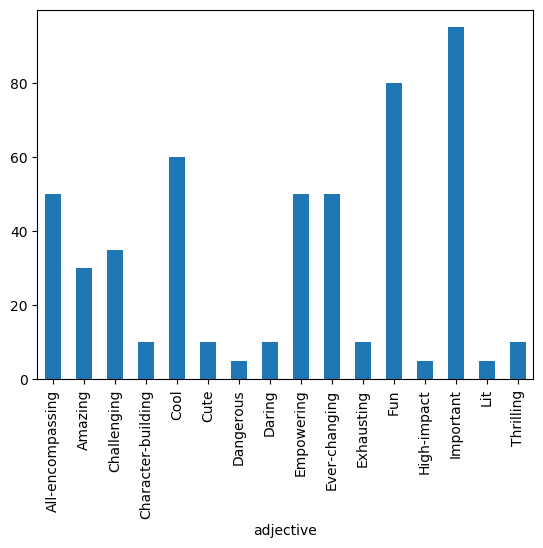 80
60
40
20
0
All-encompassing
Amazing
Challenging
Character-building
Cool
Cute
Dangerous
Daring
Empowering
Ever-changing
Exhausting
Fun
High-impact
Important
Lit
Thrilling
adjective